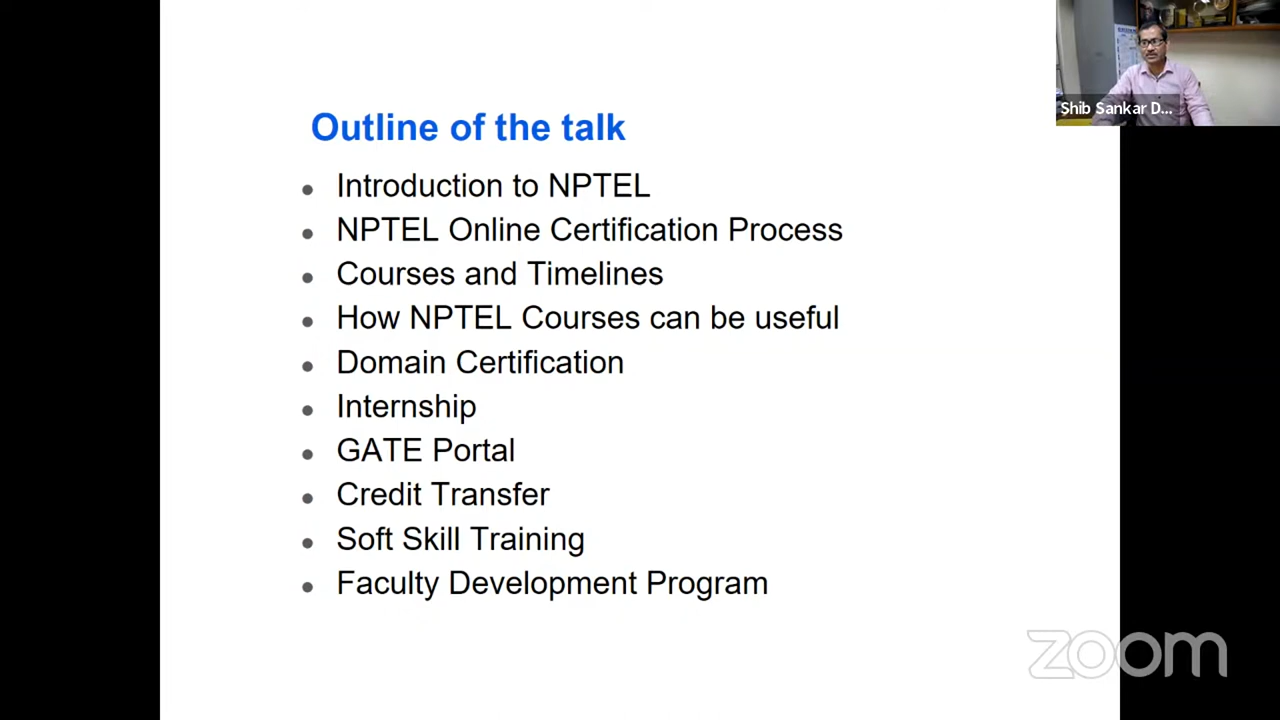 Shib Sankar D...
Outline of the talk
Introduction to NPTEL
NPTEL Online Certification Process
Courses and Timelines
How NPTEL Courses can be useful
Domain Certification
Internship
GATE Portal
Credit Transfer
Soft Skill Training
Faculty Development Program
zoom